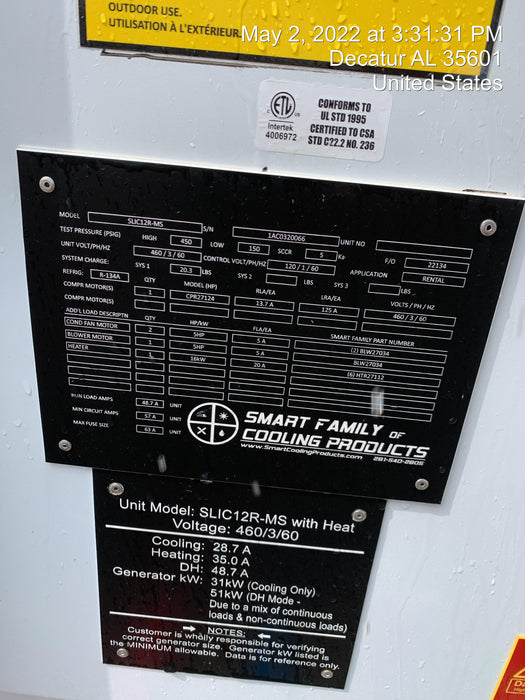 OUTDOOR USE.
UTILISATION À L'EXTÉRIEUR
May 2, 2022 at 3:31:31 PM
Decatur AL 35601
United States
ETL
C US
Intertek
4006972
CONFORMS TO
UL STD 1995
CERTIFIED TO CSA
STD C22.2 NO. 236
MODEL SLIC12R-MS S/N 1AC0320066 UNIT NO
TEST PRESSURE (PSIG) HIGH 450 LOW 150 SCCR 5 Ka F/O 22134
UNIT VOLT/PH/HZ 460/3/60 CONTROL VOLT/PH/HZ 120/1/60 APPLICATION RENTAL
SYSTEM CHARGE: SYS 1 20.3 LBS SYS 2 LBS SYS 3 LBS
REFRIG: R-134A QTY MODEL (HP) RLA/EA LRA/EA VOLTS / PH / HZ
COMPR MOTOR(S) 1 CPR27124 13.7 A 125 A 460/3/60
COMPR MOTOR(S)
ADD'L LOAD DESCRIPTN QTY HP/kW FLA/EA SMART FAMILY PART NUMBER
COND FAN MOTOR 2 5HP 5 A (2) BLW27034
BLOWER MOTOR 1 5HP 5 A BLW27034
HEATER 1 16kW 20 A (6) HTR27112
RUN LOAD AMPS 48.7 A UNIT
MIN CIRCUIT AMPS 57 A UNIT
MAX FUSE SIZE 63 A UNIT
SMART FAMILY OF
COOLING PRODUCTS
www.SmartCoolingProducts.com 281-540-2805
Unit Model: SLIC12R-MS with Heat
Voltage: 460/3/60
Cooling: 28.7 A
Heating: 35.0 A
DH: 48.7 A
Generator kW: 31kW (Cooling Only)
51kW (DH Mode -
Due to a mix of continuous
loads & non-continuous loads)
NOTES:
Customer is wholly responsible for verifying
correct generator size. Generator kW listed is
the MINIMUM allowable. Data is for reference only.